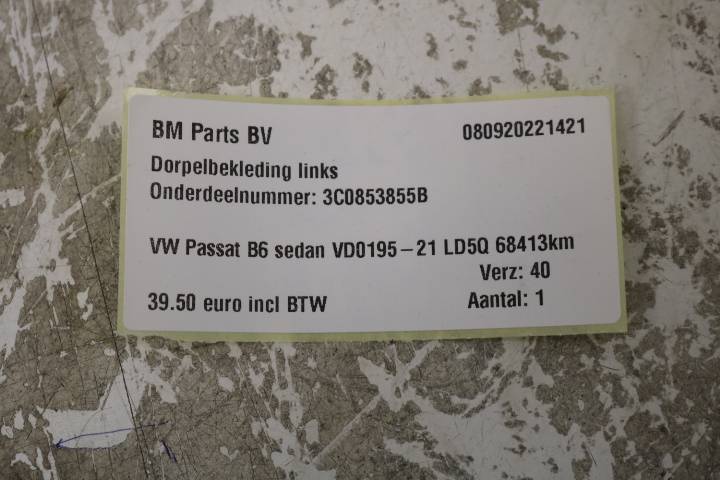 BM Parts BV 080920221421
Dorpelbekleding links
Onderdeelnummer: 3C0853855B
VW Passat B6 sedan VD0195-21 LD5Q 68413km
Verz: 40
39.50 euro incl BTW Aantal: 1